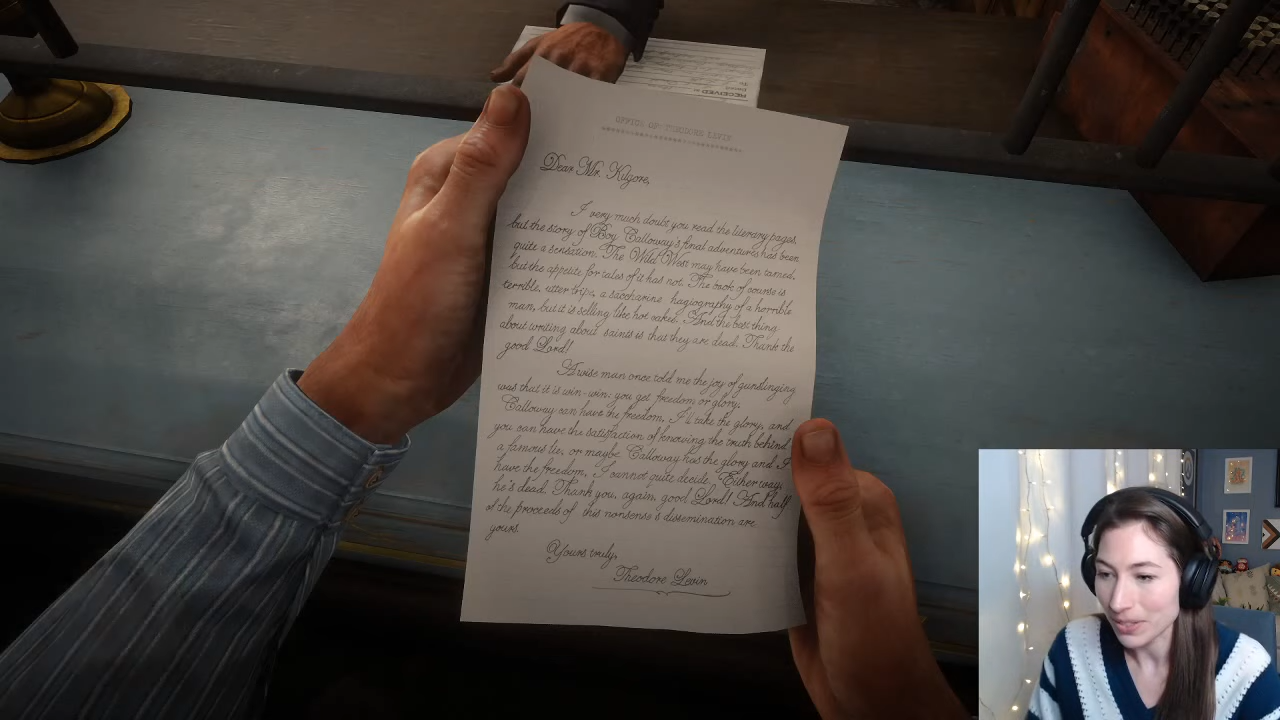 RECEIVED
OFFICE OF THEODORE LEVIN
Dear Mr. Kilgore,
I very much doubt you read the literary pages,
but the story of Boy Calloway's final adventures has been
quite a sensation. The Wild West may have been tamed,
but the appetite for tales of it has not. The book of course is
terrible, utter tripe, a saccharine hagiography of a horrible
man, but it is selling like hot cakes. And the best thing
about writing about saints is that they are dead. Thank the
good Lord!
A wise man once told me the joy of gunslinging
was that it is win-win: you get freedom or glory.
Calloway can have the freedom, I'll take the glory, and
you can have the satisfaction of knowing the truth behind
a famous lie, or maybe Calloway has the glory and I
have the freedom, I cannot quite decide. Either way,
he's dead. Thank you, again, good Lord! And half
of the proceeds of this nonsense's dissemination are
yours.
Yours truly,
Theodore Levin